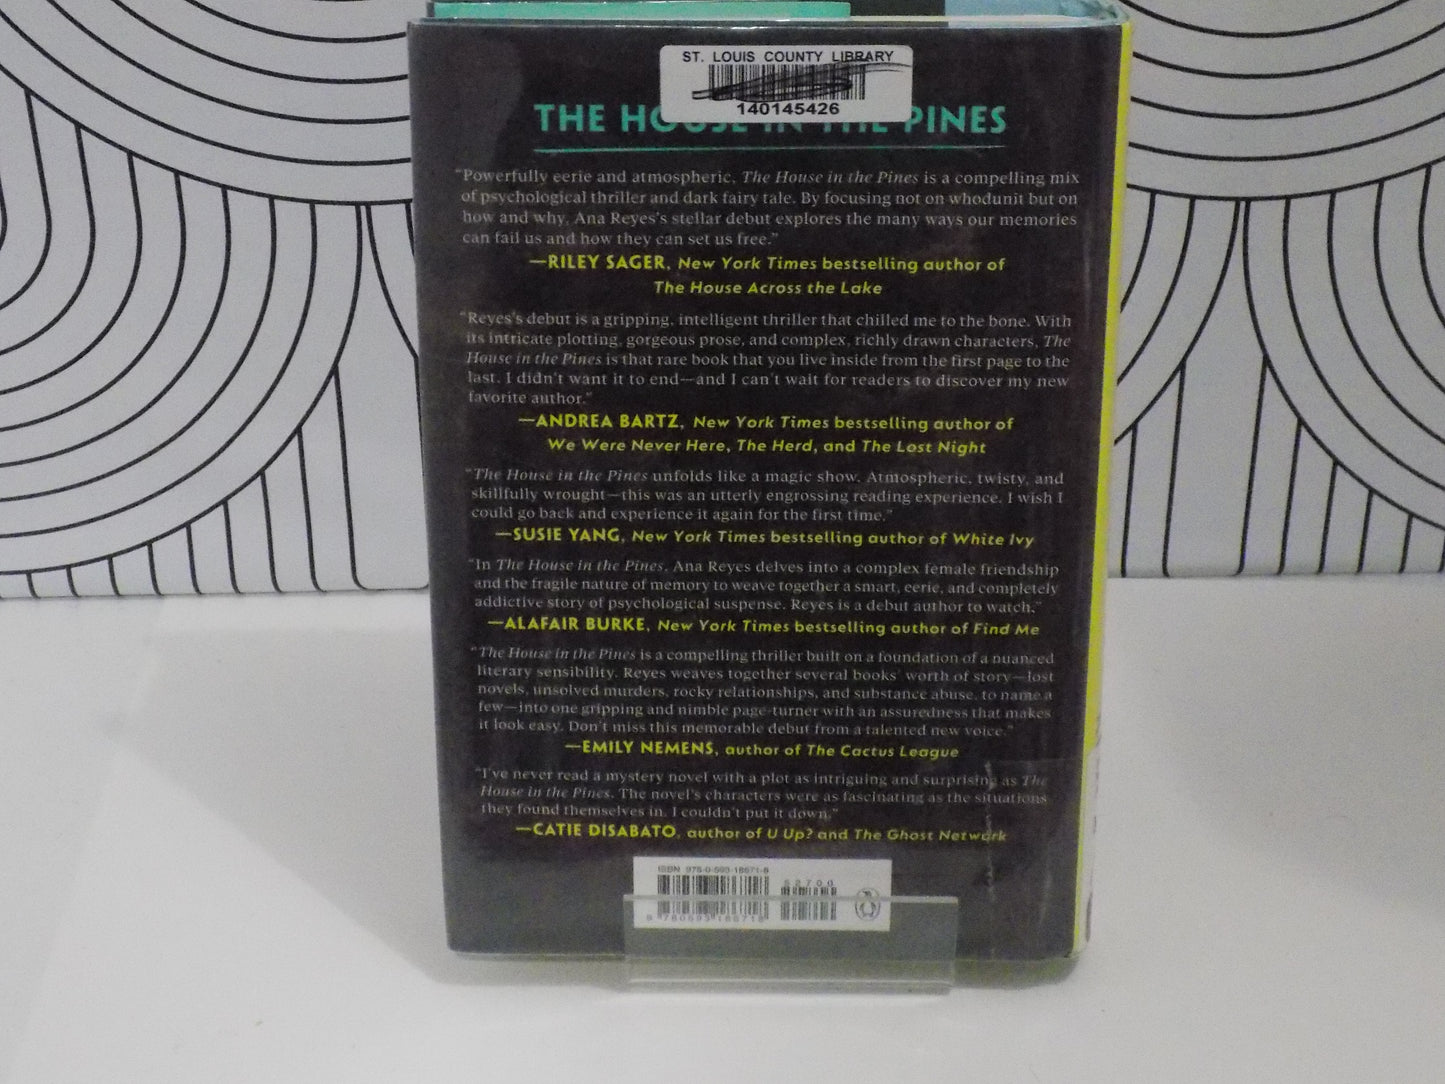 ST. LOUIS COUNTY LIBRARY
140145426
THE HOUSE IN THE PINES
“Powerfully eerie and atmospheric, The House in the Pines is a compelling mix
of psychological thriller and dark fairy tale. By focusing not on whodunit but on
how and why, Ana Reyes's stellar debut explores the many ways our memories
can fail us and how they can set us free.”
—RILEY SAGER, New York Times bestselling author of
The House Across the Lake
“Reyes's debut is a gripping, intelligent thriller that chilled me to the bone. With
its intricate plotting, gorgeous prose, and complex, richly drawn characters, The
House in the Pines is that rare book that you live inside from the first page to the
last. I didn't want it to end—and I can't wait for readers to discover my new
favorite author.”
—ANDREA BARTZ, New York Times bestselling author of
We Were Never Here, The Herd, and The Lost Night
“The House in the Pines unfolds like a magic show. Atmospheric, twisty, and
skillfully wrought—this was an utterly engrossing reading experience. I wish I
could go back and experience it again for the first time.”
—SUSIE YANG, New York Times bestselling author of White Ivy
“In The House in the Pines, Ana Reyes delves into a complex female friendship
and the fragile nature of memory to weave together a smart, eerie, and completely
addictive story of psychological suspense. Reyes is a debut author to watch.”
—ALAFAIR BURKE, New York Times bestselling author of Find Me
“The House in the Pines is a compelling thriller built on a foundation of a nuanced
literary sensibility. Reyes weaves together several books' worth of story—lost
novels, unsolved murders, rocky relationships, and substance abuse, to name a
few—into one gripping and nimble page-turner with an assuredness that makes
it look easy. Don't miss this memorable debut from a talented new voice.”
—EMILY NEMENS, author of The Cactus League
“I've never read a mystery novel with a plot as intriguing and surprising as The
House in the Pines. The novel's characters were as fascinating as the situations
they found themselves in. I couldn't put it down.”
—CATIE DISABATO, author of U Up? and The Ghost Network
ISBN 978-0-593-18671-8
52700
9 780593 186718